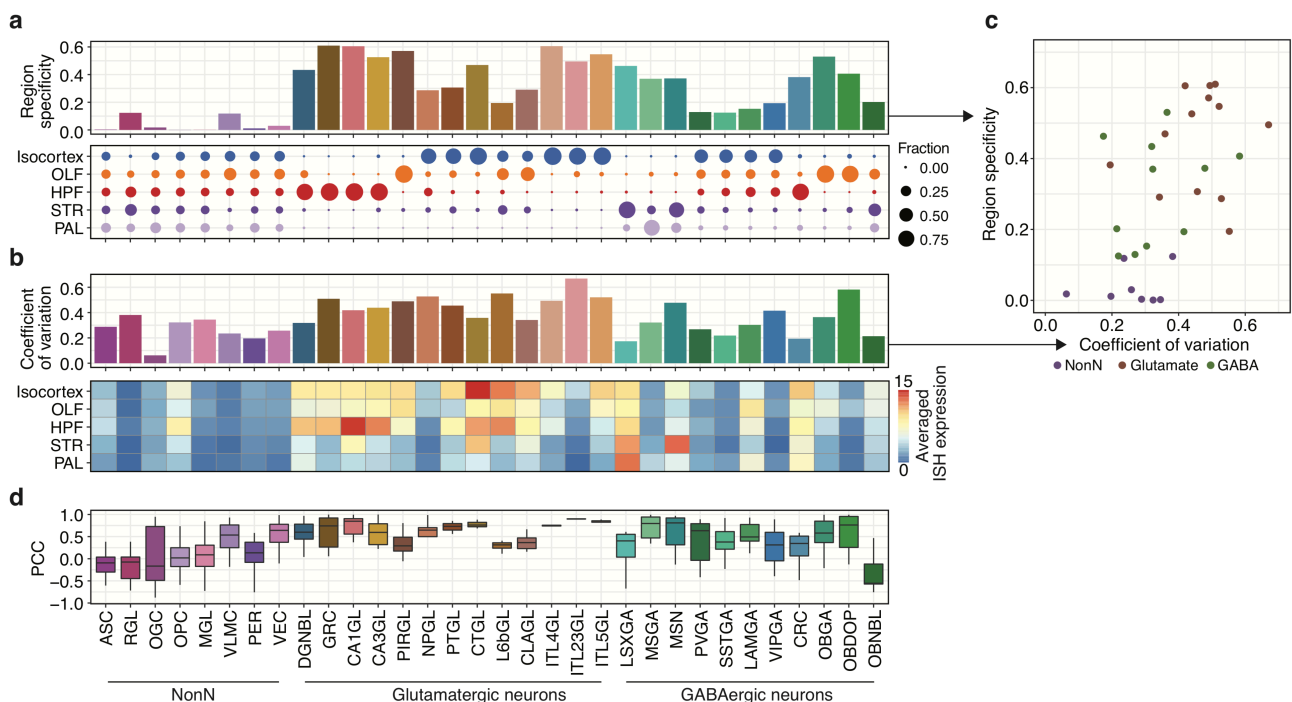 a
Region
specificity
0.6
0.4
0.2
0.0
Isocortex
OLF
HPF
STR
PAL
Fraction
0.00
0.25
0.50
0.75
b
Coefficient
of variation
0.6
0.4
0.2
0.0
Isocortex
OLF
HPF
STR
PAL
15
0
Averaged
ISH expression
c
Region specificity
0.6
0.4
0.2
0.0
0.0 0.2 0.4 0.6
Coefficient of variation
NonN Glutamate GABA
d
PCC
1.0
0.5
0.0
−0.5
−1.0
ASC
RGL
OGC
OPC
MGL
VLMC
PER
VEC
DGNBL
GRC
CA1GL
CA3GL
PIRGL
NPGL
PTGL
CTGL
L6bGL
CLAGL
ITL4GL
ITL23GL
ITL5GL
LSXGA
MSGA
MSN
PVGA
SSTGA
LAMGA
VIPGA
CRC
OBGA
OBDOP
OBNBL
NonN
Glutamatergic neurons
GABAergic neurons